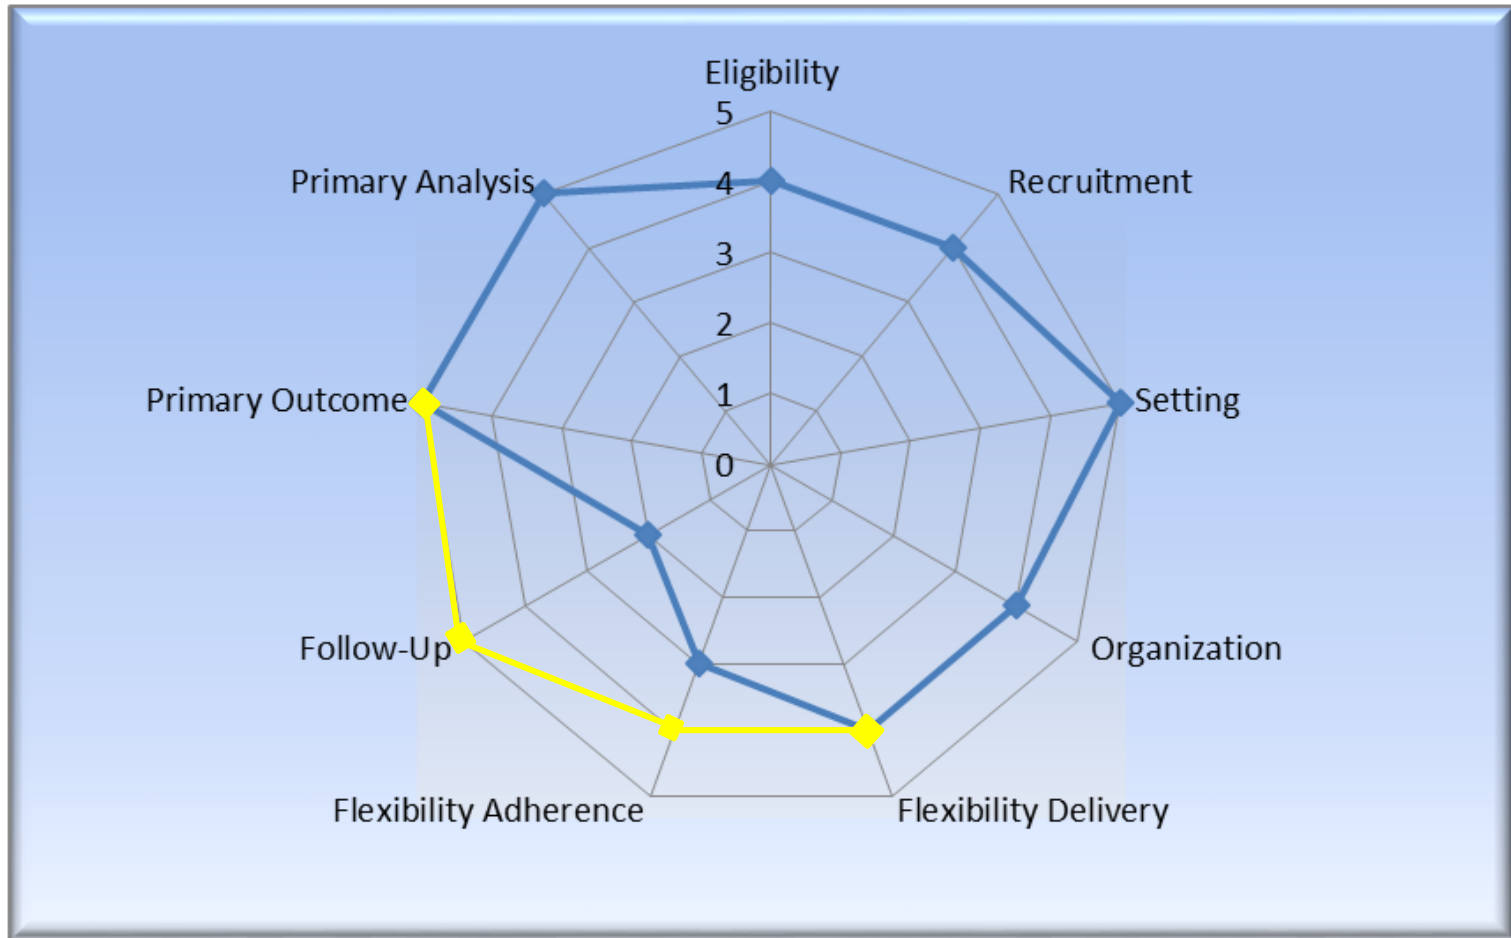 Eligibility
5
Primary Analysis
Recruitment
4
3
2
1
Primary Outcome
Setting
0
Follow-Up
Organization
Flexibility Adherence
Flexibility Delivery